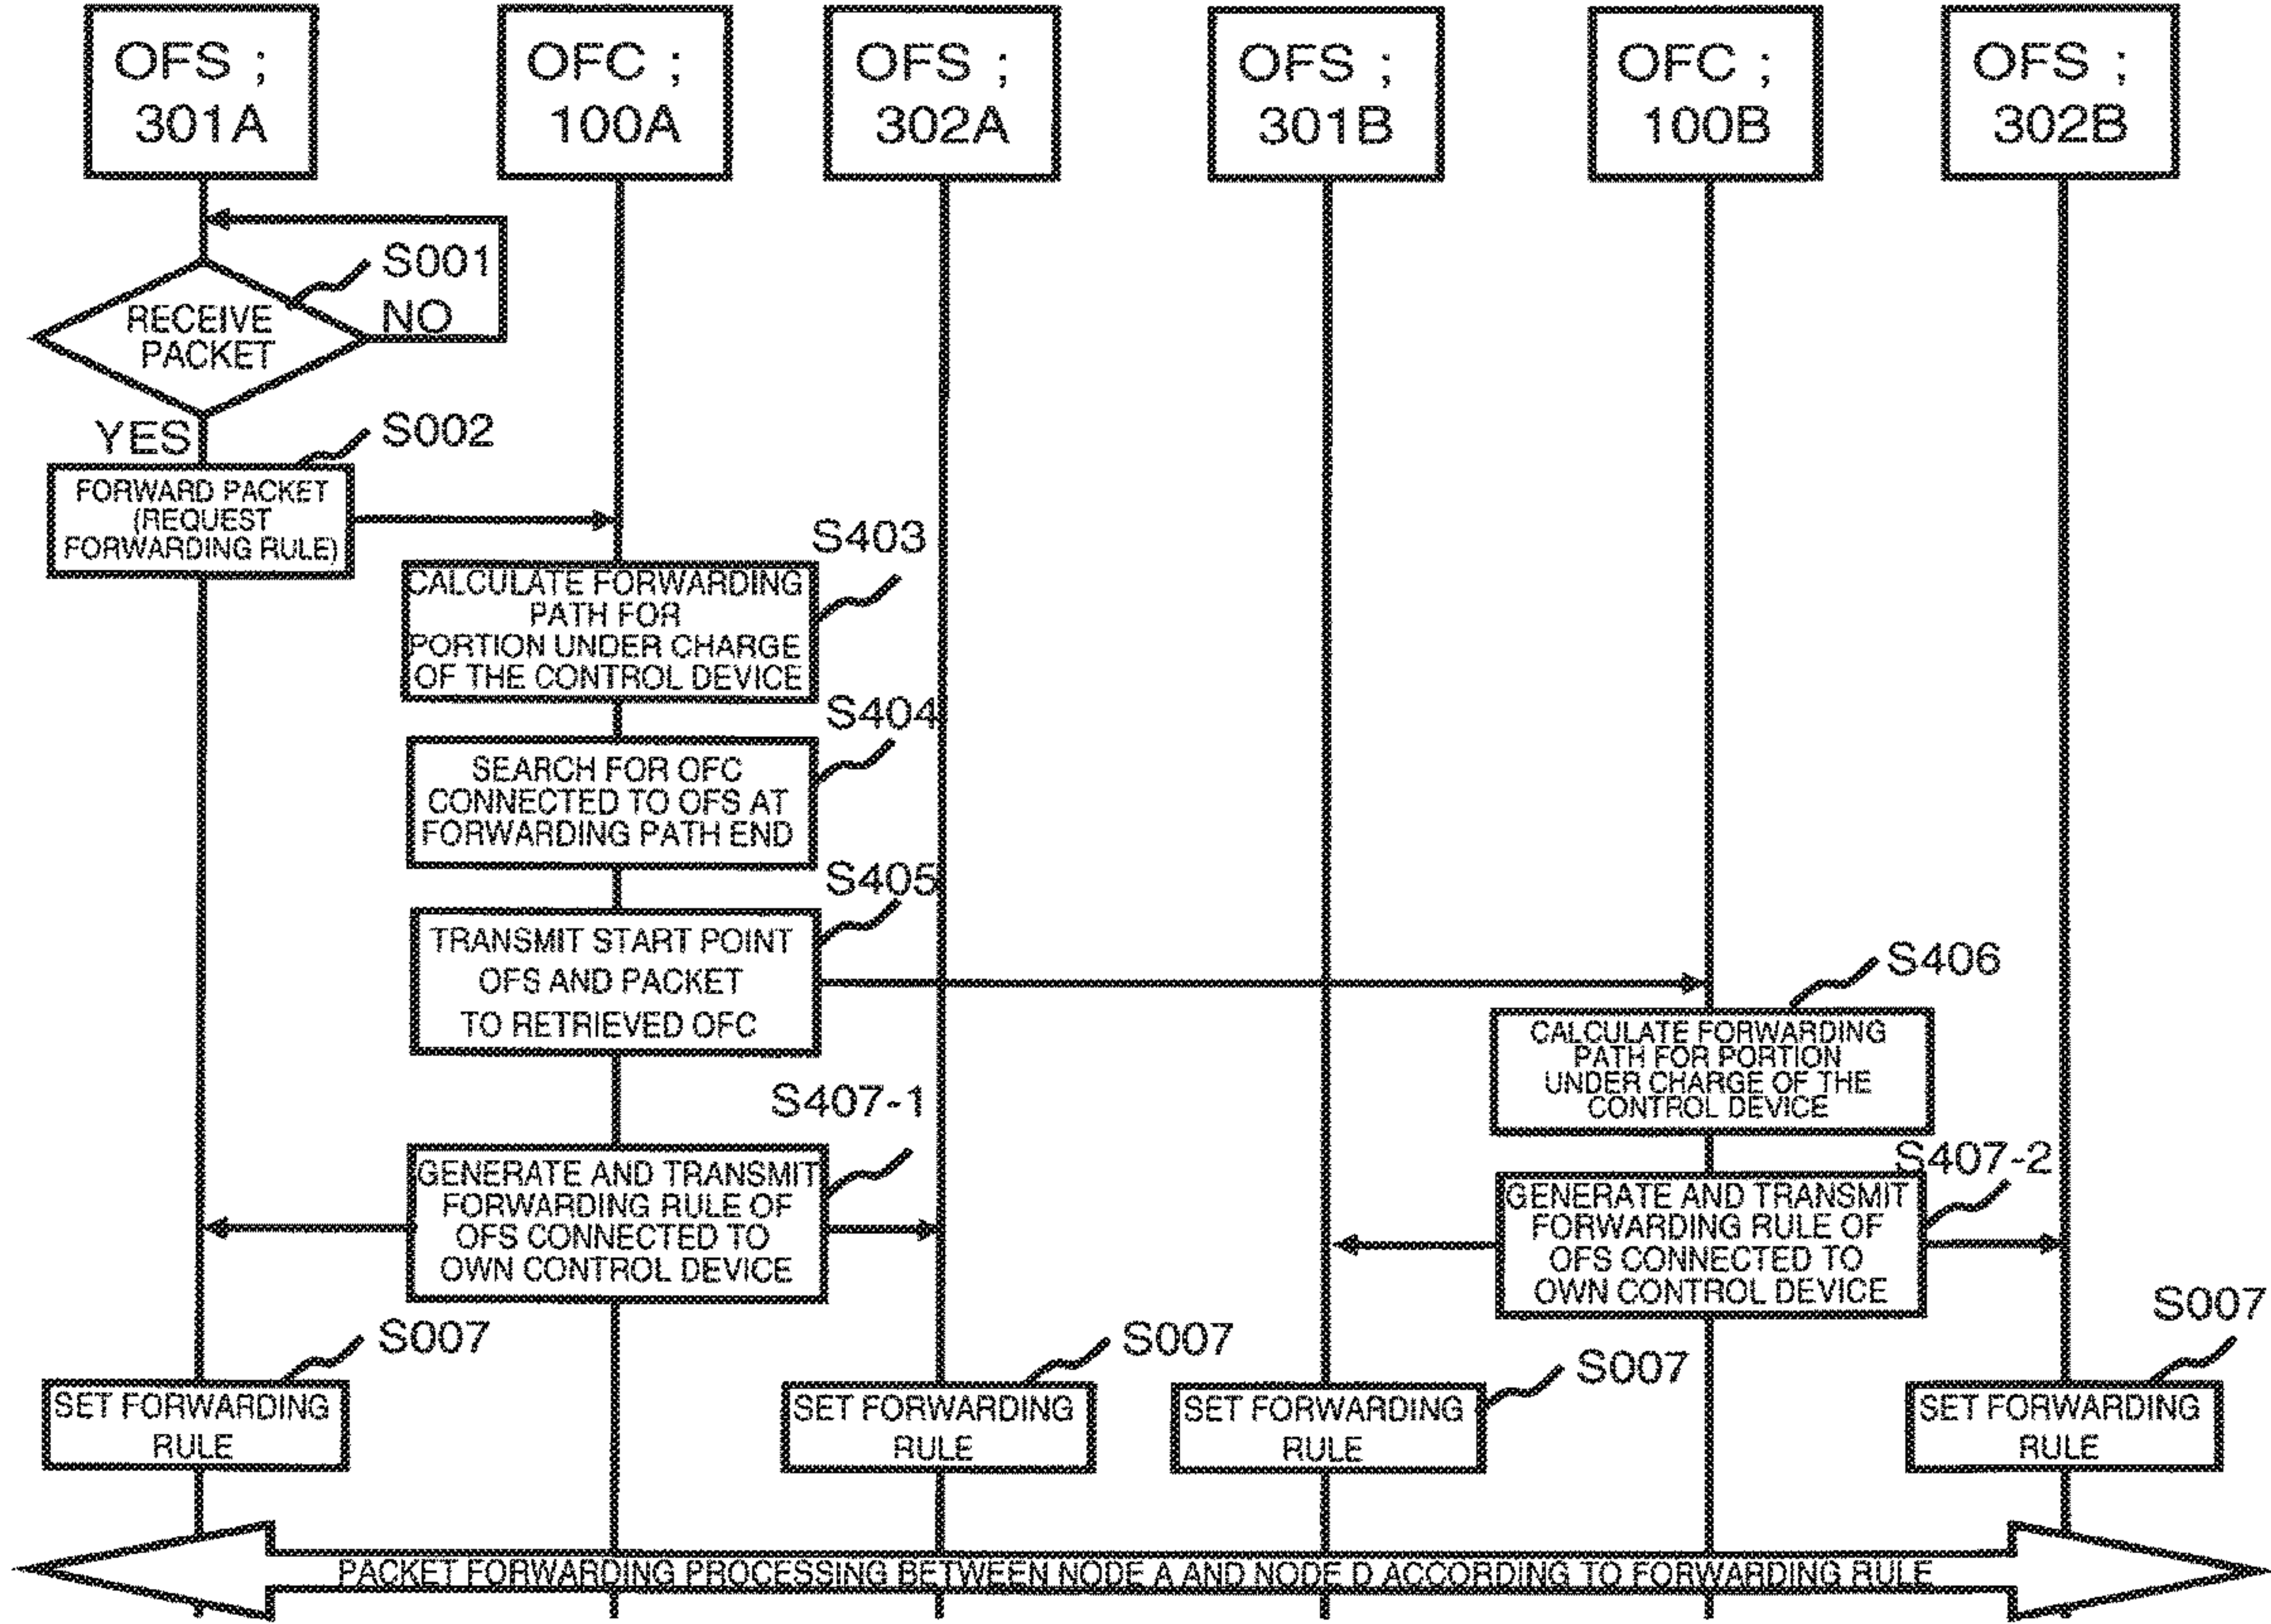 OFS ;
301A
OFC ;
100A
OFS ;
302A
OFS ;
301B
OFC ;
100B
OFS ;
302B
S001
RECEIVE
PACKET
NO
YES
S002
FORWARD PACKET
(REQUEST
FORWARDING RULE)
S403
CALCULATE FORWARDING
PATH FOR
PORTION UNDER CHARGE
OF THE CONTROL DEVICE
S404
SEARCH FOR OFC
CONNECTED TO OFS AT
FORWARDING PATH END
S405
TRANSMIT START POINT
OFS AND PACKET
TO RETRIEVED OFC
S406
CALCULATE FORWARDING
PATH FOR PORTION
UNDER CHARGE OF THE
CONTROL DEVICE
S407-1
GENERATE AND TRANSMIT
FORWARDING RULE OF
OFS CONNECTED TO
OWN CONTROL DEVICE
S407-2
GENERATE AND TRANSMIT
FORWARDING RULE OF
OFS CONNECTED TO
OWN CONTROL DEVICE
S007
SET FORWARDING
RULE
S007
SET FORWARDING
RULE
S007
SET FORWARDING
RULE
S007
SET FORWARDING
RULE
PACKET FORWARDING PROCESSING BETWEEN NODE A AND NODE D ACCORDING TO FORWARDING RULE